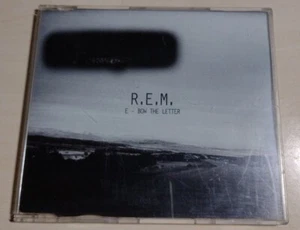 R.E.M.
E - BOW THE LETTER